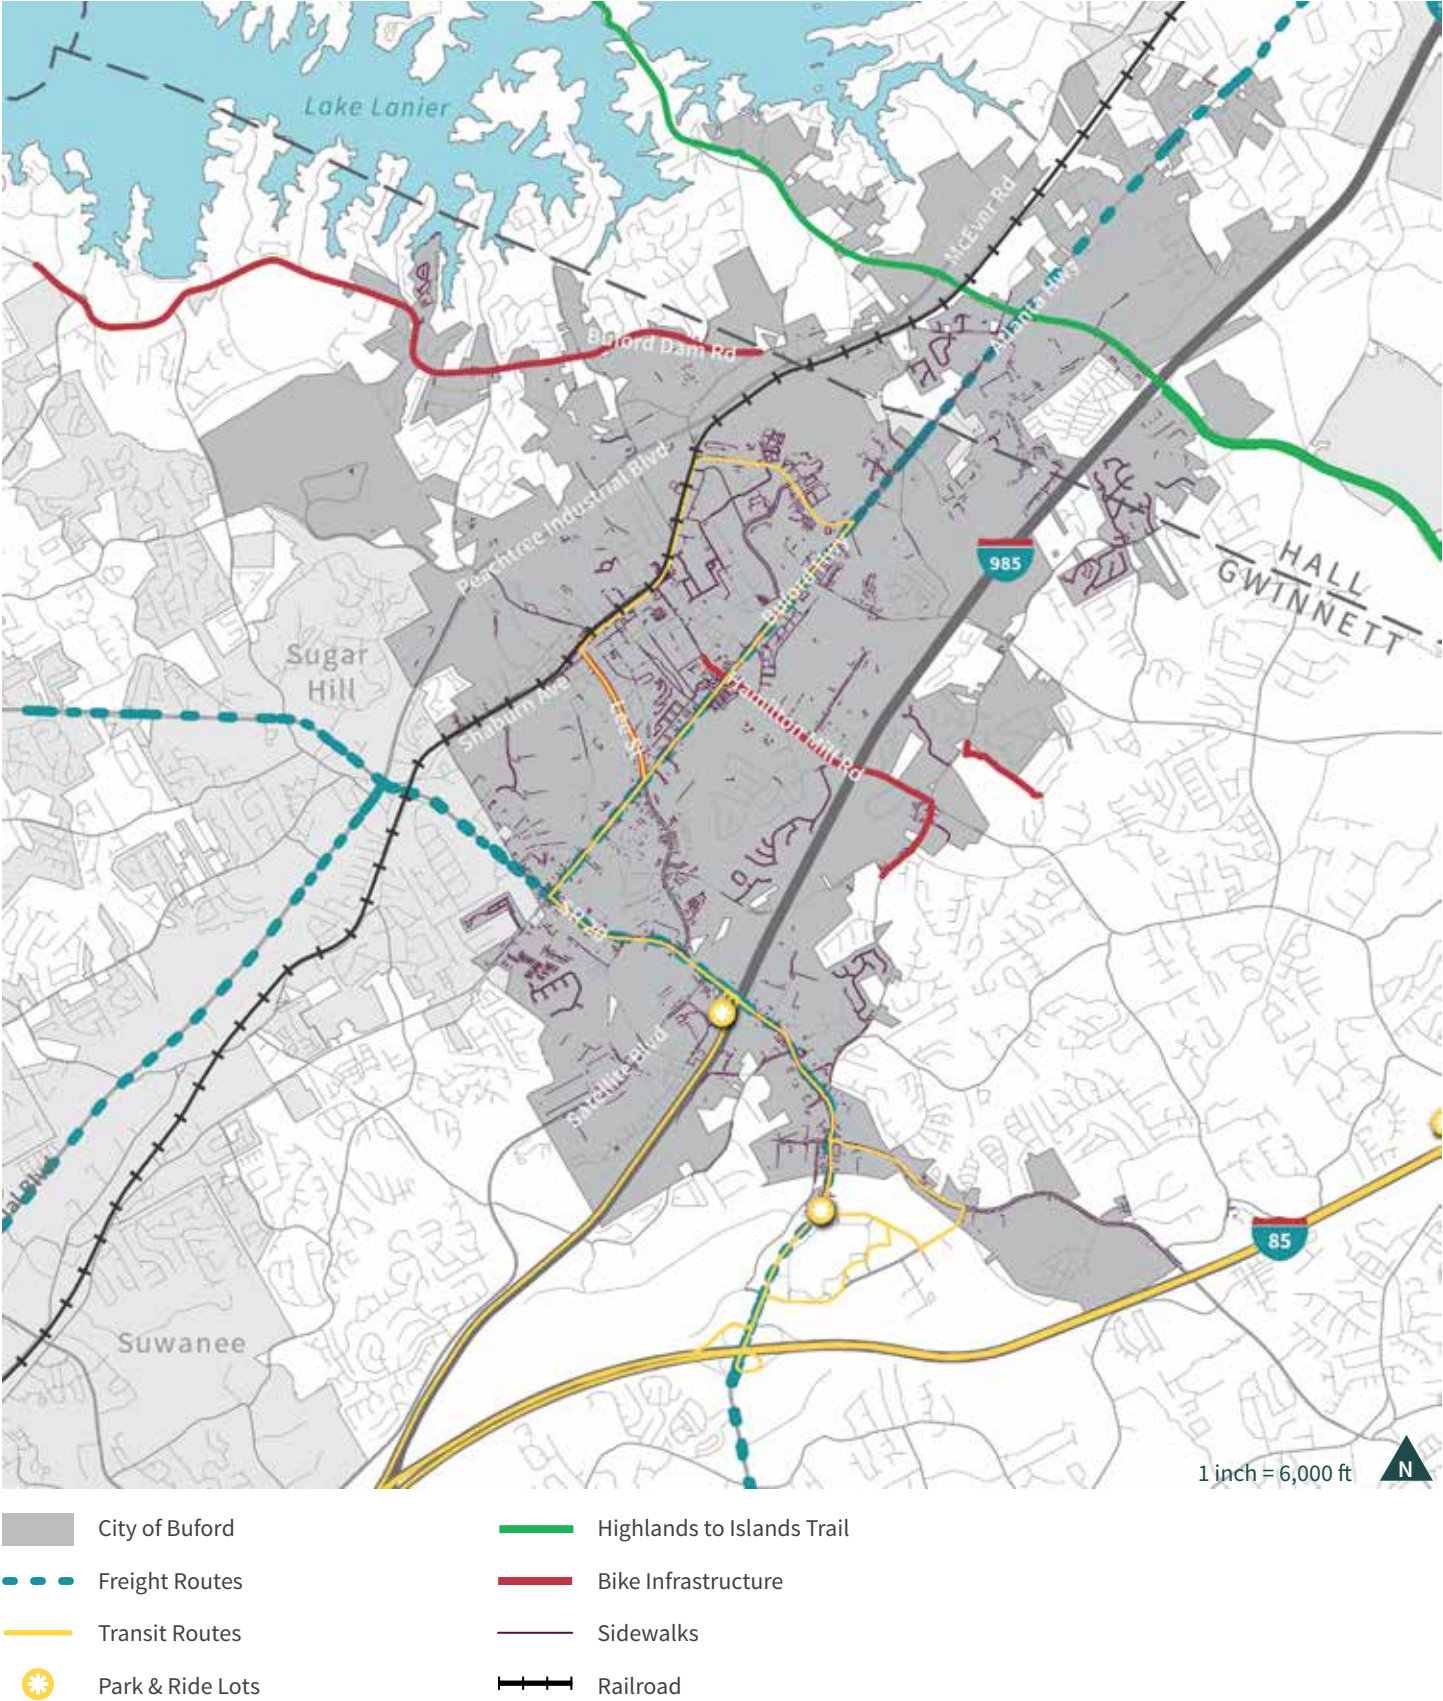 Lake Lanier
McEver Rd
Atlanta Hwy
Buford Dam Rd
Peachtree Industrial Blvd
985
HALL
GWINNETT
Buford Hwy
Sugar
Hill
Hamilton Mill Rd
Shadburn Ave
Lee St
SR 20
Satellite Blvd
ial Blvd
85
Suwanee
1 inch = 6,000 ft
N
City of Buford
Highlands to Islands Trail
Freight Routes
Bike Infrastructure
Transit Routes
Sidewalks
Park & Ride Lots
Railroad